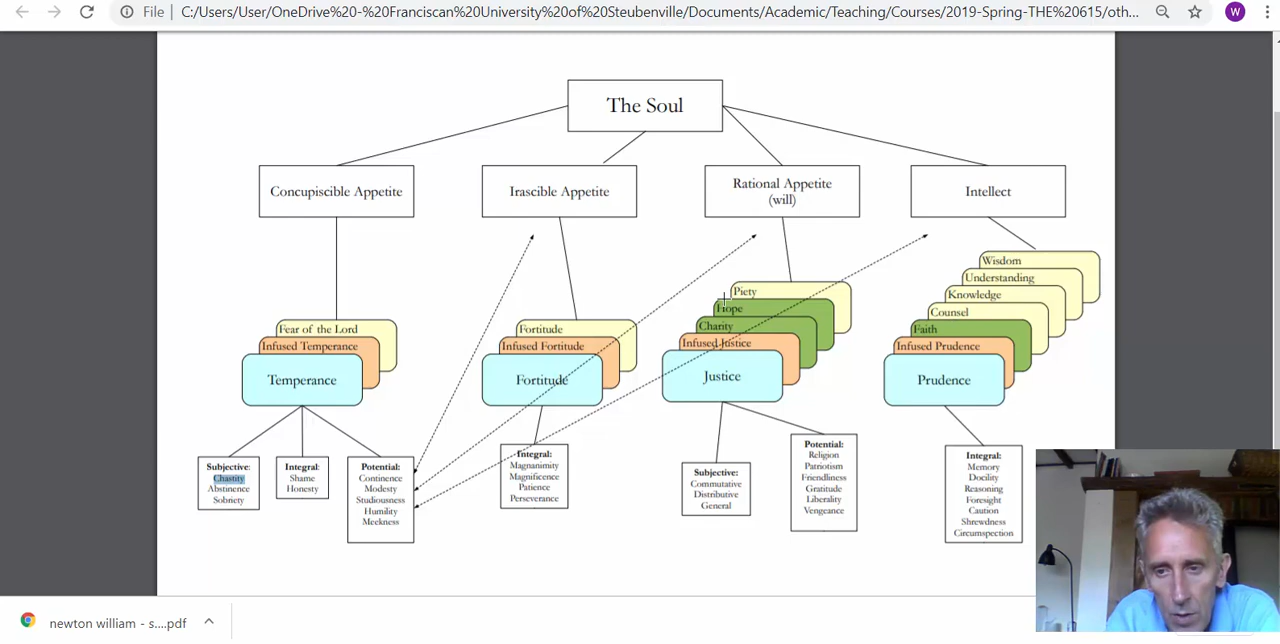 File
C:/Users/User/OneDrive%20-%20Franciscan%20University%20of%20Steubenville/Documents/Academic/Teaching/Courses/2019-Spring-THE%20615/oth...
W
The Soul
Concupiscible Appetite
Irascible Appetite
Rational Appetite
(will)
Intellect
Fear of the Lord
Infused Temperance
Temperance
Fortitude
Infused Fortitude
Fortitude
Piety
Hope
Charity
Infused Justice
Justice
Wisdom
Understanding
Knowledge
Counsel
Faith
Infused Prudence
Prudence
Subjective:
Chastity
Abstinence
Sobriety
Integral:
Shame
Honesty
Potential:
Continence
Modesty
Studiousness
Humility
Meekness
Integral:
Magnanimity
Magnificence
Patience
Perseverance
Subjective:
Commutative
Distributive
General
Potential:
Religion
Patriotism
Friendliness
Gratitude
Liberality
Vengeance
Integral:
Memory
Docility
Reasoning
Foresight
Caution
Shrewdness
Circumspection
newton william - s....pdf